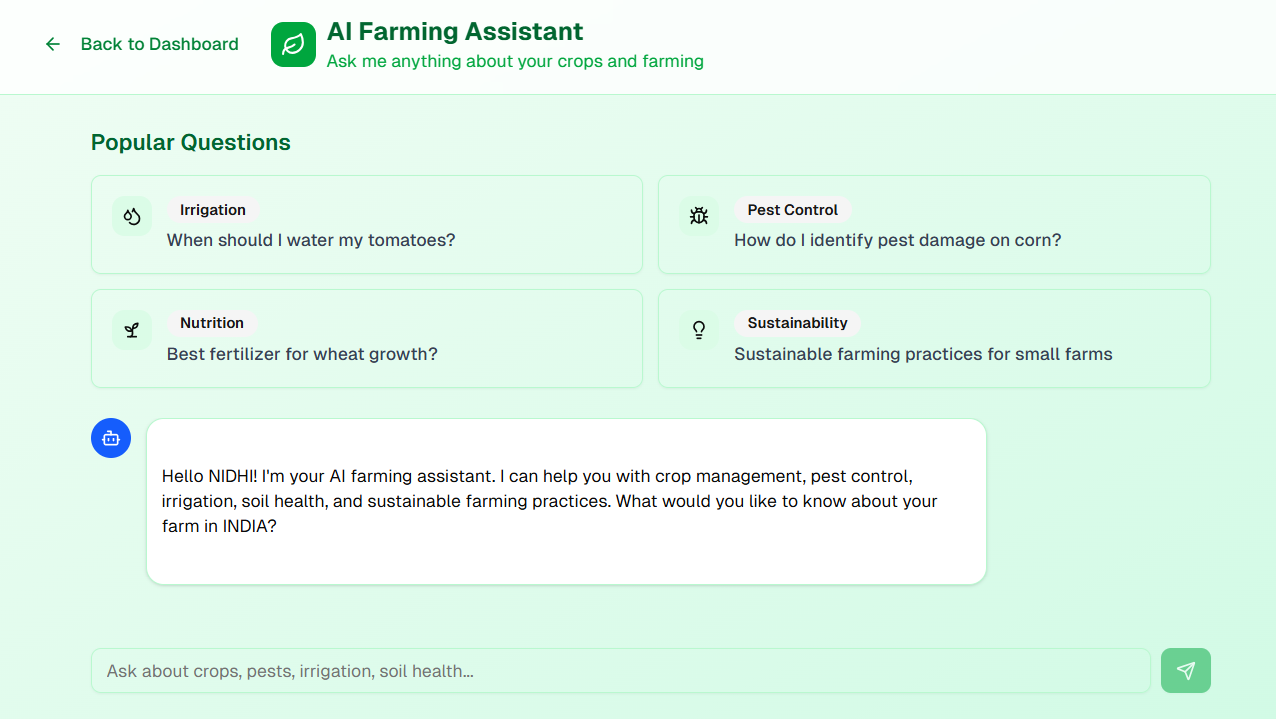 Back to Dashboard
AI Farming Assistant
Ask me anything about your crops and farming
Popular Questions
Irrigation
When should I water my tomatoes?
Pest Control
How do I identify pest damage on corn?
Nutrition
Best fertilizer for wheat growth?
Sustainability
Sustainable farming practices for small farms
Hello NIDHI! I'm your AI farming assistant. I can help you with crop management, pest control,
irrigation, soil health, and sustainable farming practices. What would you like to know about your
farm in INDIA?
Ask about crops, pests, irrigation, soil health...